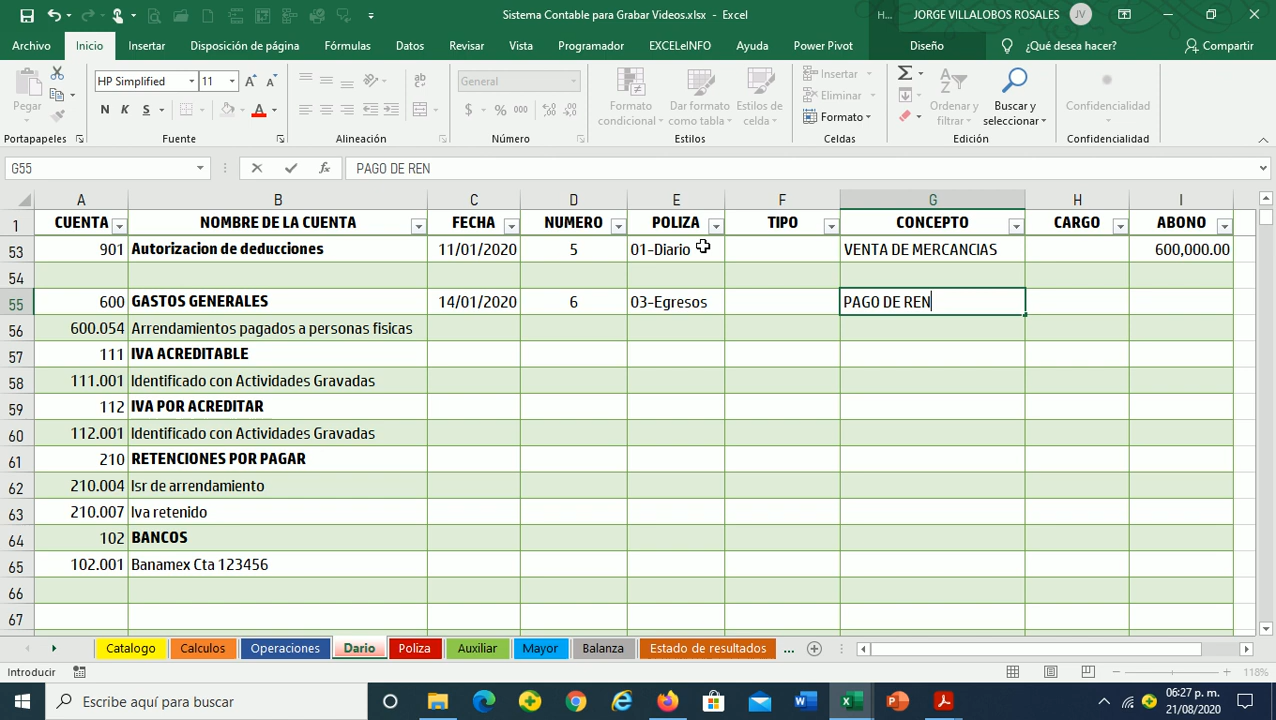 Sistema Contable para Grabar Videos.xlsx - Excel
H...
JORGE VILLALOBOS ROSALES
JV
Archivo Inicio Insertar Disposición de página Fórmulas Datos Revisar Vista Programador EXCELeINFO Ayuda Power Pivot Diseño ¿Qué desea hacer? Compartir
Pegar
HP Simplified 11
N K S
ab
General
$ % 000
Formato condicional
Dar formato como tabla
Estilos de celda
Insertar
Eliminar
Formato
Ordenar y filtrar
Buscar y seleccionar
Confidencialidad
Portapapeles Fuente Alineación Número Estilos Celdas Edición Confidencialidad
G55 fx PAGO DE REN
A B C D E F G H I
1 CUENTA NOMBRE DE LA CUENTA FECHA NUMERO POLIZA TIPO CONCEPTO CARGO ABONO
53 901 Autorizacion de deducciones 11/01/2020 5 01-Diario VENTA DE MERCANCIAS 600,000.00
54
55 600 GASTOS GENERALES 14/01/2020 6 03-Egresos PAGO DE REN
56 600.054 Arrendamientos pagados a personas fisicas
57 111 IVA ACREDITABLE
58 111.001 Identificado con Actividades Gravadas
59 112 IVA POR ACREDITAR
60 112.001 Identificado con Actividades Gravadas
61 210 RETENCIONES POR PAGAR
62 210.004 Isr de arrendamiento
63 210.007 Iva retenido
64 102 BANCOS
65 102.001 Banamex Cta 123456
66
67
Catalogo Calculos Operaciones Dario Poliza Auxiliar Mayor Balanza Estado de resultados ...
Introducir
118%
Escribe aquí para buscar
06:27 p. m.
21/08/2020